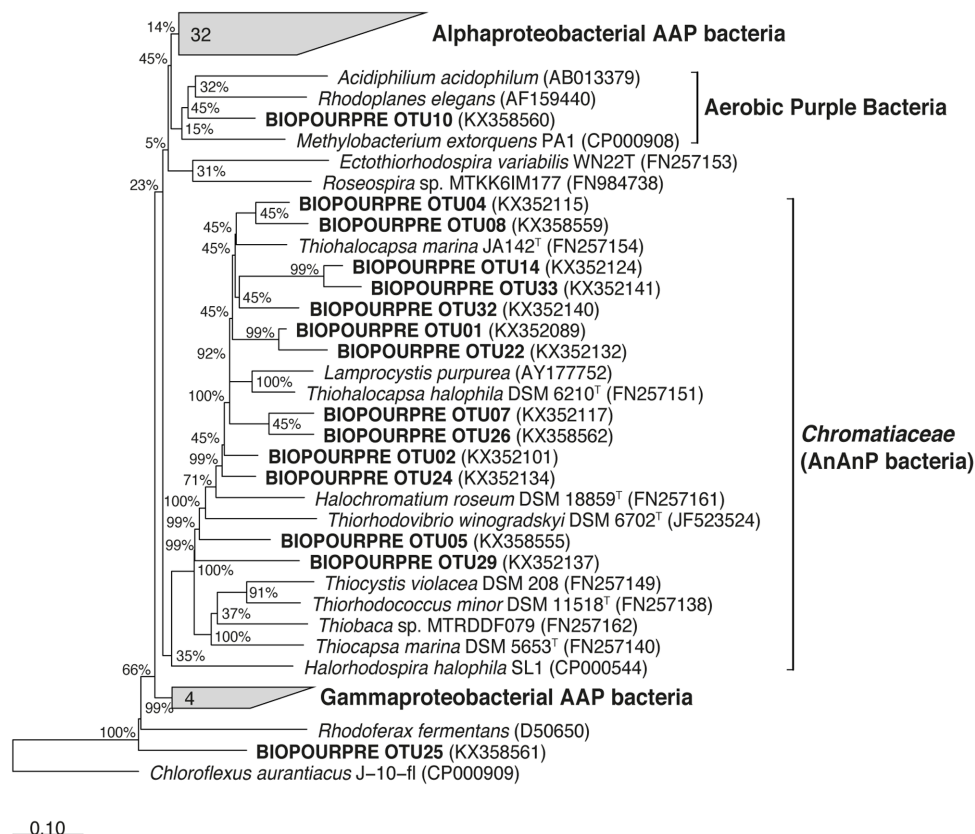 14%
32
Alphaproteobacterial AAP bacteria
45%
Acidiphilium acidophilum (AB013379)
32%
Rhodoplanes elegans (AF159440)
45%
BIOPOURPRE OTU10 (KX358560)
Aerobic Purple Bacteria
15%
Methylobacterium extorquens PA1 (CP000908)
5%
Ectothiorhodospira variabilis WN22T (FN257153)
31%
Roseospira sp. MTKK6IM177 (FN984738)
23%
BIOPOURPRE OTU04 (KX352115)
45%
BIOPOURPRE OTU08 (KX358559)
45%
Thiohalocapsa marina JA142ᵀ (FN257154)
45%
BIOPOURPRE OTU14 (KX352124)
99%
BIOPOURPRE OTU33 (KX352141)
45%
BIOPOURPRE OTU32 (KX352140)
45%
BIOPOURPRE OTU01 (KX352089)
99%
BIOPOURPRE OTU22 (KX352132)
92%
Lamprocystis purpurea (AY177752)
100%
Thiohalocapsa halophila DSM 6210ᵀ (FN257151)
100%
BIOPOURPRE OTU07 (KX352117)
45%
BIOPOURPRE OTU26 (KX358562)
Chromatiaceae
(AnAnP bacteria)
45%
BIOPOURPRE OTU02 (KX352101)
99%
BIOPOURPRE OTU24 (KX352134)
71%
Halochromatium roseum DSM 18859ᵀ (FN257161)
100%
Thiorhodovibrio winogradskyi DSM 6702ᵀ (JF523524)
99%
BIOPOURPRE OTU05 (KX358555)
99%
BIOPOURPRE OTU29 (KX352137)
100%
Thiocystis violacea DSM 208 (FN257149)
91%
Thiorhodococcus minor DSM 11518ᵀ (FN257138)
37%
Thiobaca sp. MTRDDF079 (FN257162)
100%
Thiocapsa marina DSM 5653ᵀ (FN257140)
35%
Halorhodospira halophila SL1 (CP000544)
66%
4
Gammaproteobacterial AAP bacteria
99%
Rhodoferax fermentans (D50650)
100%
BIOPOURPRE OTU25 (KX358561)
Chloroflexus aurantiacus J−10−fl (CP000909)
0.10